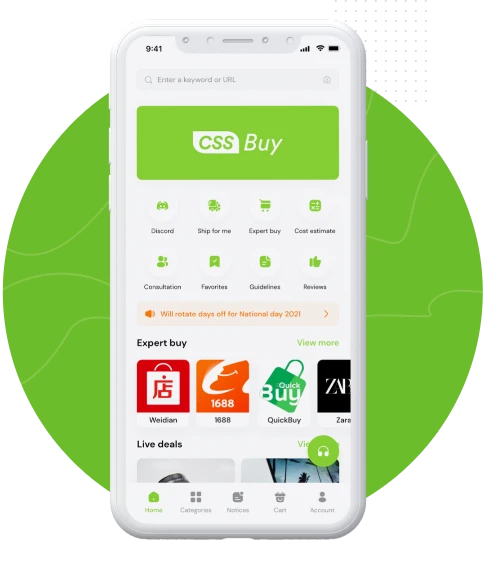 9:41
Enter a keyword or URL
CSS Buy
Discord
Ship for me
Expert buy
Cost estimate
Consultation
Favorites
Guidelines
Reviews
Will rotate days off for National day 2021
Expert buy
View more
店
1688
Quick
Buy
ZAR
Weidian
1688
QuickBuy
Zara
Live deals
Home
Categories
Notices
Cart
Account